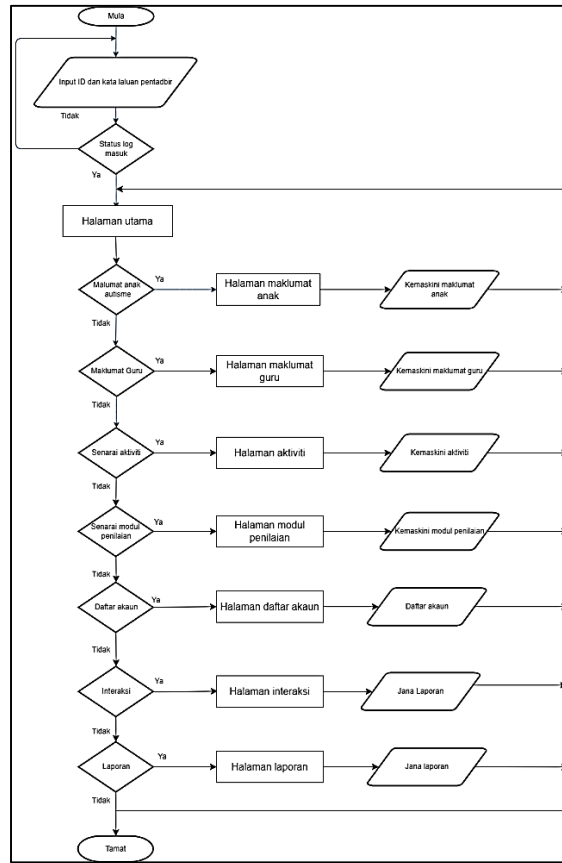 Mula
Input ID dan kata laluan pentadbir
Tidak
Status log
masuk
Ya
Halaman utama
Malumat anak
autisme
Ya
Halaman maklumat
anak
Kemaskini maklumat
anak
Tidak
Maklumat Guru
Ya
Halaman maklumat
guru
Kemaskini maklumat guru
Tidak
Senarai aktiviti
Ya
Halaman aktiviti
Kemaskini aktiviti
Tidak
Senarai modul
penilaian
Ya
Halaman modul
penilaian
Kemaskini modul penilaian
Tidak
Daftar akaun
Ya
Halaman daftar akaun
Daftar akaun
Tidak
Interaksi
Ya
Halaman interaksi
Jana Laporan
Tidak
Laporan
Ya
Halaman laporan
Jana laporan
Tidak
Tamat